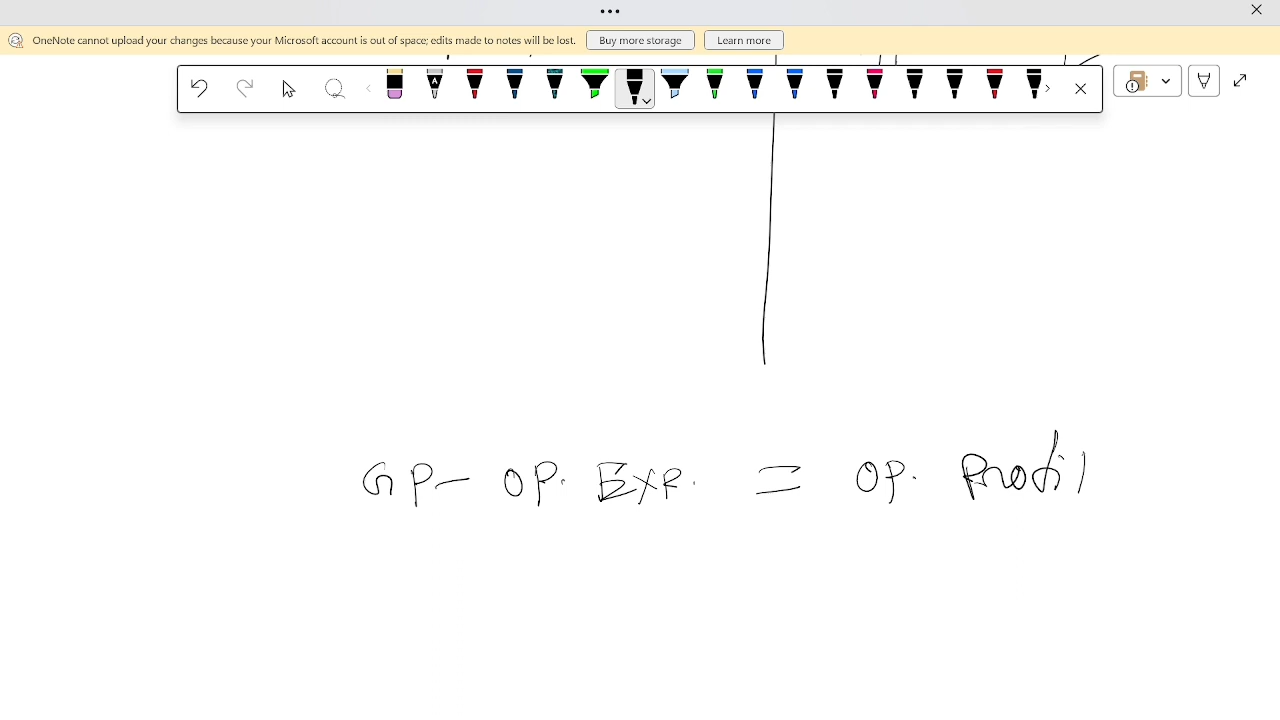 OneNote cannot upload your changes because your Microsoft account is out of space; edits made to notes will be lost. Buy more storage Learn more
GP- OP. Exp. = OP. Profit